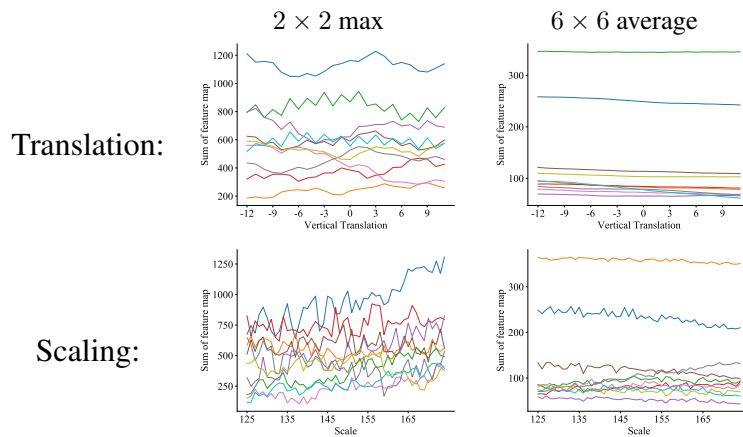 2 × 2 max
6 × 6 average
Translation:
Sum of feature map
1200
1000
800
600
400
200
-12 -9 -6 -3 0 3 6 9
Vertical Translation
Sum of feature map
300
200
100
-12 -9 -6 -3 0 3 6 9
Vertical Translation
Scaling:
Sum of feature map
1250
1000
750
500
250
125 135 145 155 165
Scale
Sum of feature map
300
200
100
125 135 145 155 165
Scale